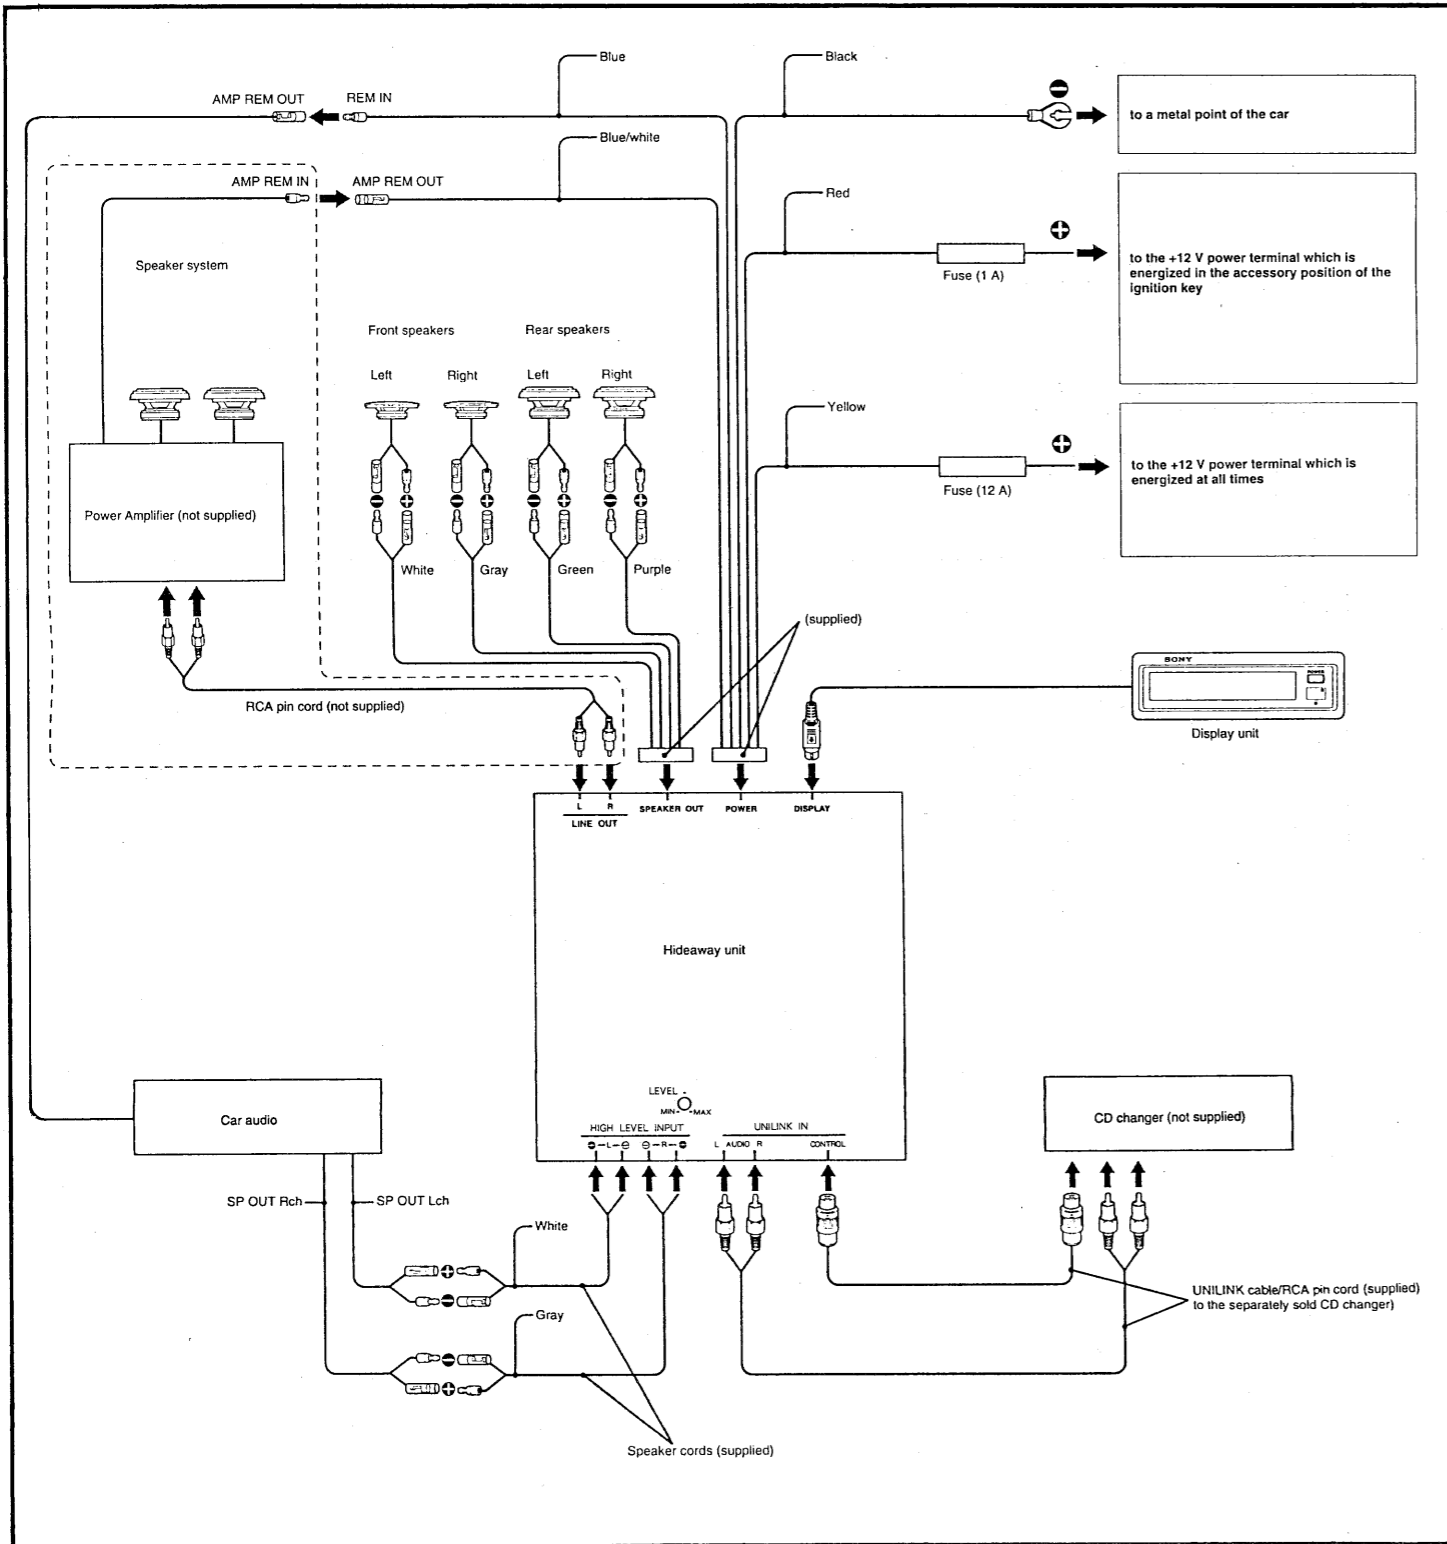 Blue
Black
AMP REM OUT
REM IN
to a metal point of the car
Blue/white
AMP REM IN
AMP REM OUT
Red
Speaker system
Fuse (1 A)
to the +12 V power terminal which is
energized in the accessory position of the
ignition key
Front speakers
Rear speakers
Left
Right
Left
Right
Yellow
Fuse (12 A)
to the +12 V power terminal which is
energized at all times
Power Amplifier (not supplied)
White
Gray
Green
Purple
(supplied)
SONY
POWER
Display unit
RCA pin cord (not supplied)
L
R
LINE OUT
SPEAKER OUT
POWER
DISPLAY
Hideaway unit
LEVEL
MIN
MAX
HIGH LEVEL INPUT
⊕–L–⊖ ⊖–R–⊕
UNILINK IN
L AUDIO R
CONTROL
Car audio
CD changer (not supplied)
SP OUT Rch
SP OUT Lch
White
Gray
UNILINK cable/RCA pin cord (supplied)
to the separately sold CD changer)
Speaker cords (supplied)